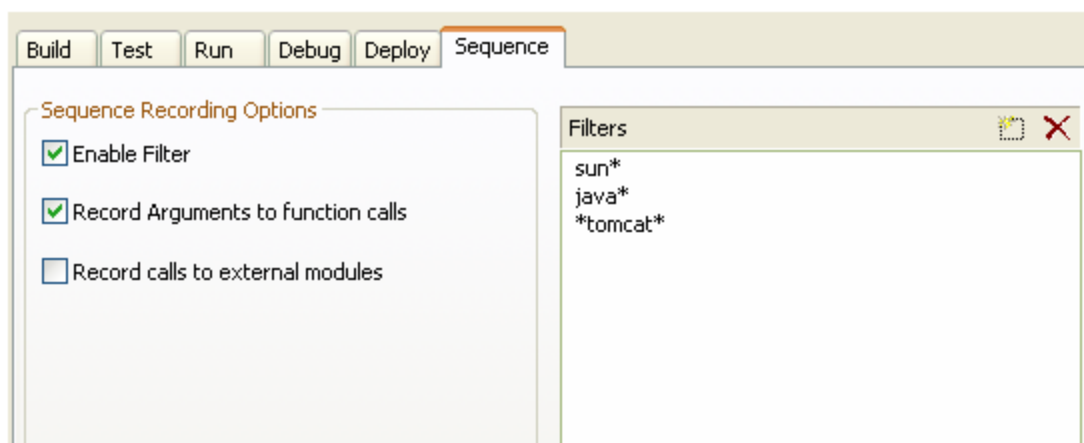 Build Test Run Debug Deploy Sequence
Sequence Recording Options
Enable Filter
Record Arguments to function calls
Record calls to external modules
Filters
sun*
java*
*tomcat*